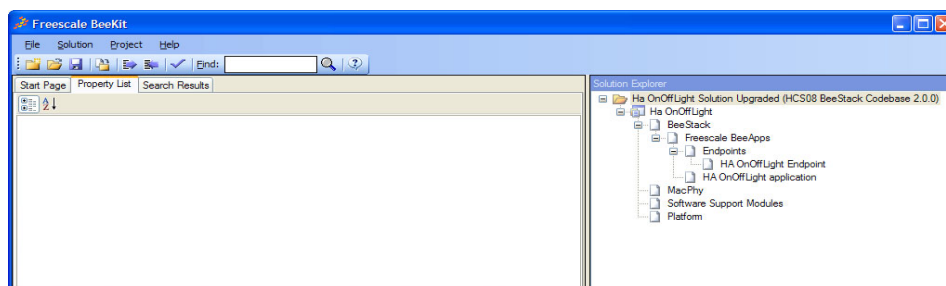 Freescale BeeKit
File Solution Project Help
Find:
Start Page Property List Search Results
Solution Explorer
Ha OnOffLight Solution Upgraded (HCS08 BeeStack Codebase 2.0.0)
Ha OnOffLight
BeeStack
Freescale BeeApps
Endpoints
HA OnOffLight Endpoint
HA OnOffLight application
MacPhy
Software Support Modules
Platform